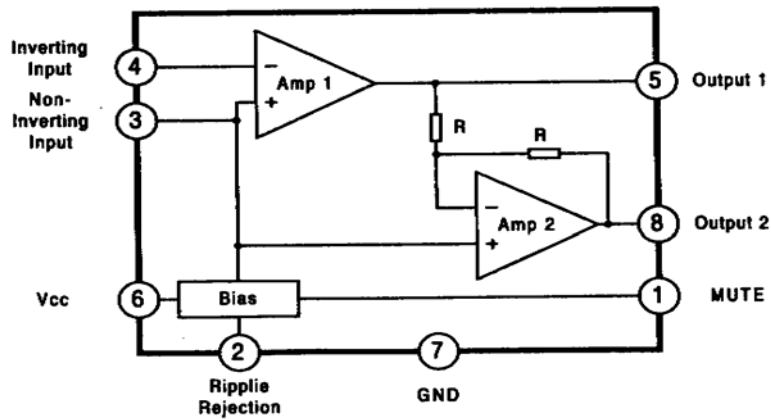 Inverting
Input
4
−
Amp 1
+
5
Output 1
Non-
Inverting
Input
3
R
R
−
Amp 2
+
8
Output 2
Vcc
6
Bias
1
MUTE
2
7
Ripplie
Rejection
GND